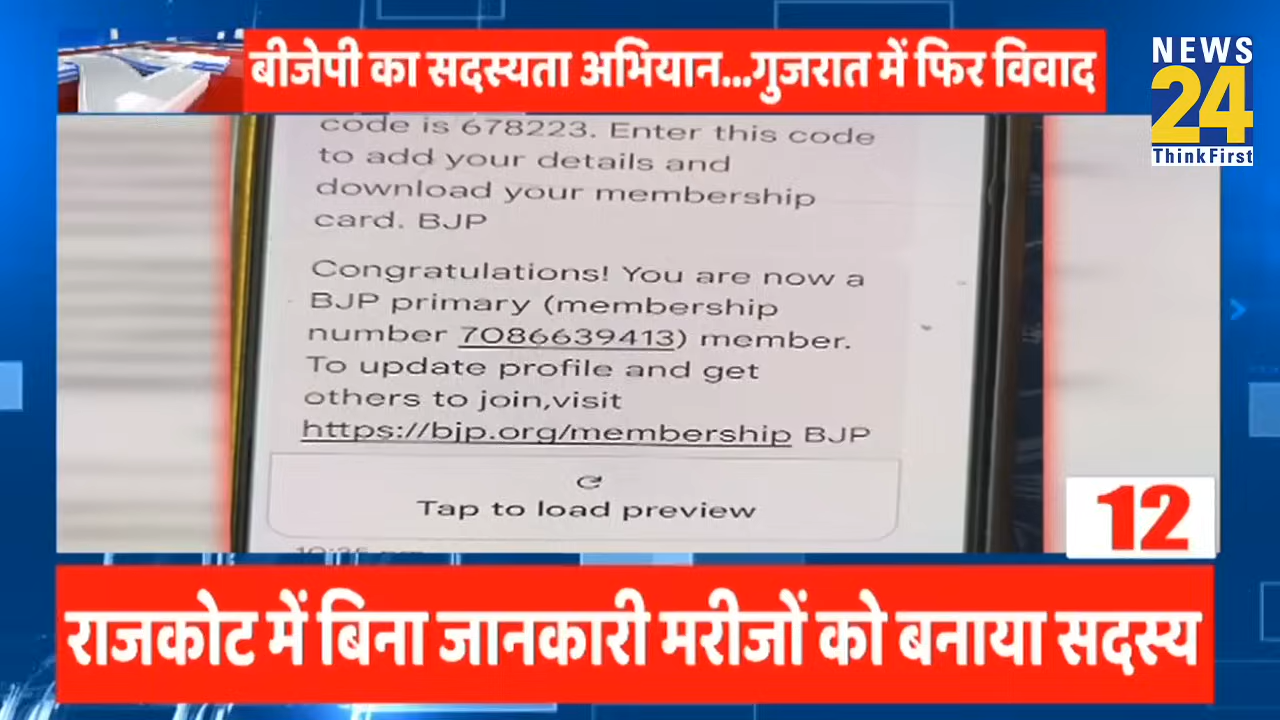 बीजेपी का सदस्यता अभियान...गुजरात में फिर विवाद
NEWS
24
ThinkFirst
code is 678223. Enter this code
to add your details and
download your membership
card. BJP
Congratulations! You are now a
BJP primary (membership
number 7086639413) member.
To update profile and get
others to join,visit
https://bjp.org/membership BJP
Tap to load preview
12
राजकोट में बिना जानकारी मरीजों को बनाया सदस्य